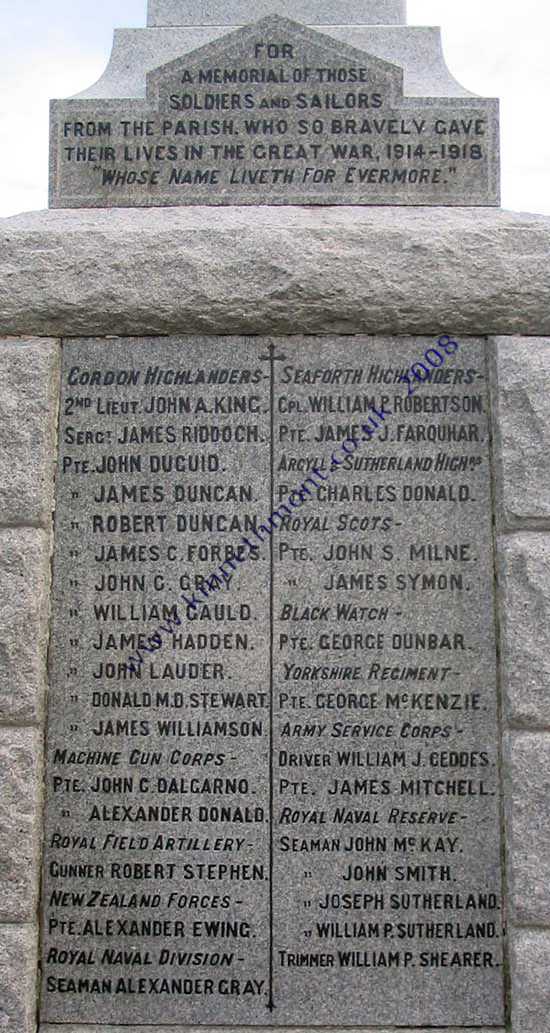 FOR
A MEMORIAL OF THOSE
SOLDIERS AND SAILORS
FROM THE PARISH, WHO SO BRAVELY GAVE
THEIR LIVES IN THE GREAT WAR, 1914-1918
"WHOSE NAME LIVETH FOR EVERMORE."
GORDON HIGHLANDERS-
2ND LIEUT. JOHN A. KING.
SERGT. JAMES RIDDOCH.
PTE. JOHN DUGUID.
" JAMES DUNCAN.
" ROBERT DUNCAN.
" JAMES C. FORBES.
" JOHN C. GRAY.
" WILLIAM GAULD.
" JAMES HADDEN.
" JOHN LAUDER.
" DONALD M.D. STEWART.
" JAMES WILLIAMSON.
MACHINE GUN CORPS-
PTE. JOHN G. DALGARNO.
" ALEXANDER DONALD.
ROYAL FIELD ARTILLERY-
GUNNER ROBERT STEPHEN.
NEW ZEALAND FORCES-
PTE. ALEXANDER EWING.
ROYAL NAVAL DIVISION-
SEAMAN ALEXANDER GRAY.
SEAFORTH HIGHLANDERS-
CPL. WILLIAM P. ROBERTSON.
PTE. JAMES J. FARQUHAR.
ARGYLL & SUTHERLAND HIGHRS
PTE. CHARLES DONALD.
ROYAL SCOTS-
PTE. JOHN S. MILNE.
" JAMES SYMON.
BLACK WATCH-
PTE. GEORGE DUNBAR.
YORKSHIRE REGIMENT-
PTE. GEORGE McKENZIE.
ARMY SERVICE CORPS-
DRIVER WILLIAM J. GEDDES.
PTE. JAMES MITCHELL.
ROYAL NAVAL RESERVE-
SEAMAN JOHN McKAY.
" JOHN SMITH.
" JOSEPH SUTHERLAND.
" WILLIAM P. SUTHERLAND.
TRIMMER WILLIAM P. SHEARER.
www.kinnethmont.co.uk 2008